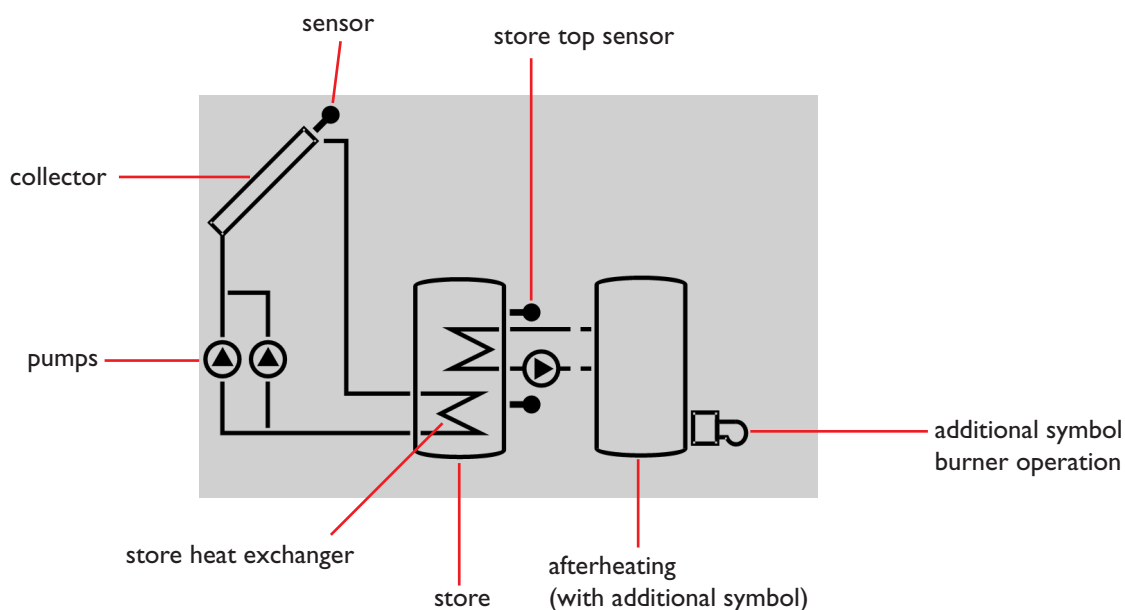 sensor
store top sensor
collector
pumps
additional symbol
burner operation
store heat exchanger
afterheating
(with additional symbol)
store